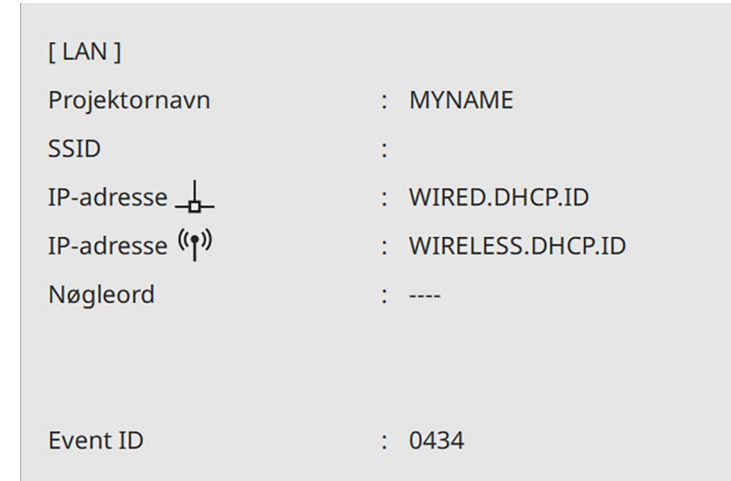 [ LAN ]
Projektornavn : MYNAME
SSID :
IP-adresse : WIRED.DHCP.ID
IP-adresse : WIRELESS.DHCP.ID
Nøgleord : ----
Event ID : 0434